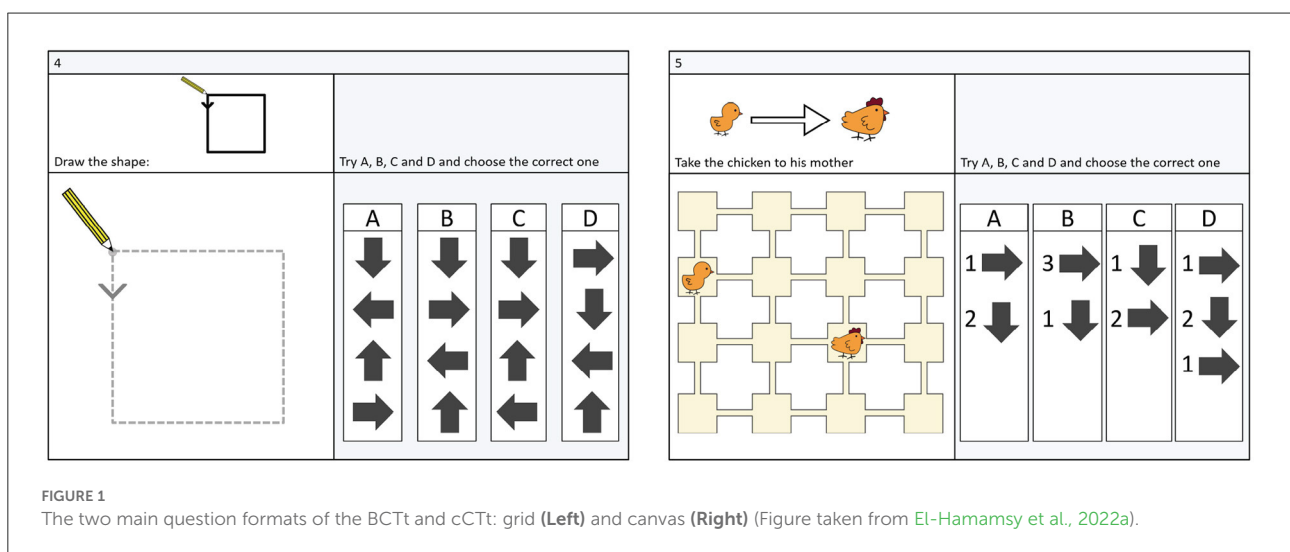 4
Draw the shape:
Try A, B, C and D and choose the correct one
A B C D
5
Take the chicken to his mother
Try A, B, C and D and choose the correct one
A B C D
1 3 1 1
2 1 2 2
1
FIGURE 1
The two main question formats of the BCTt and cCTt: grid (Left) and canvas (Right) (Figure taken from El-Hamamsy et al., 2022a).